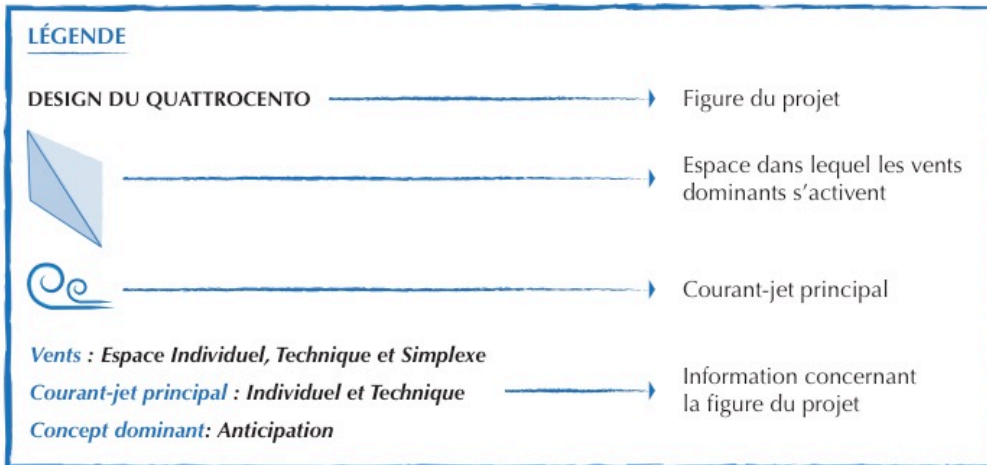 LÉGENDE
DESIGN DU QUATTROCENTO
Figure du projet
Espace dans lequel les vents
dominants s’activent
Courant-jet principal
Vents : Espace Individuel, Technique et Simplexe
Courant-jet principal : Individuel et Technique
Concept dominant: Anticipation
Information concernant
la figure du projet